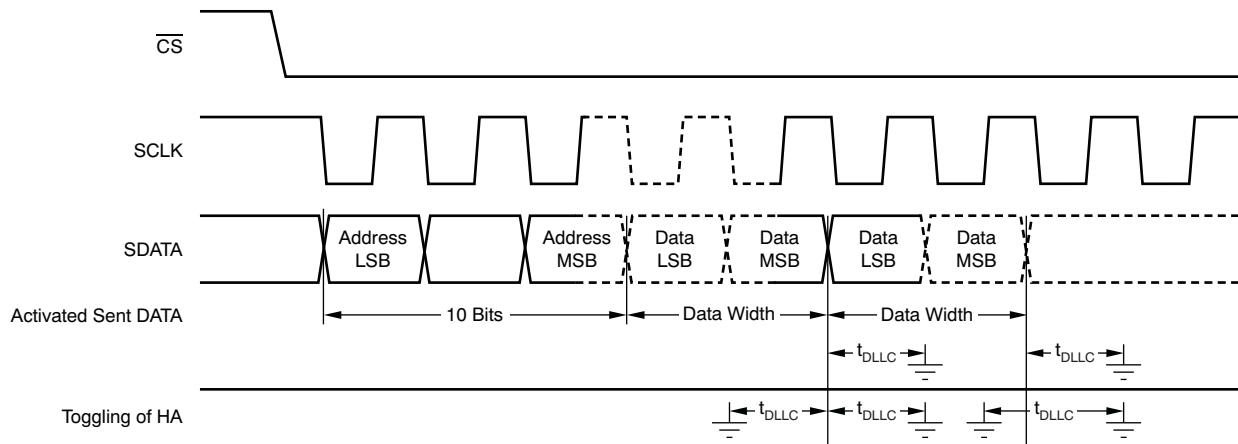 CS
SCLK
SDATA
Address
LSB
Address
MSB
Data
LSB
Data
MSB
Data
LSB
Data
MSB
Activated Sent DATA
10 Bits
Data Width
Data Width
tDLLC
tDLLC
Toggling of HA
tDLLC
tDLLC
tDLLC